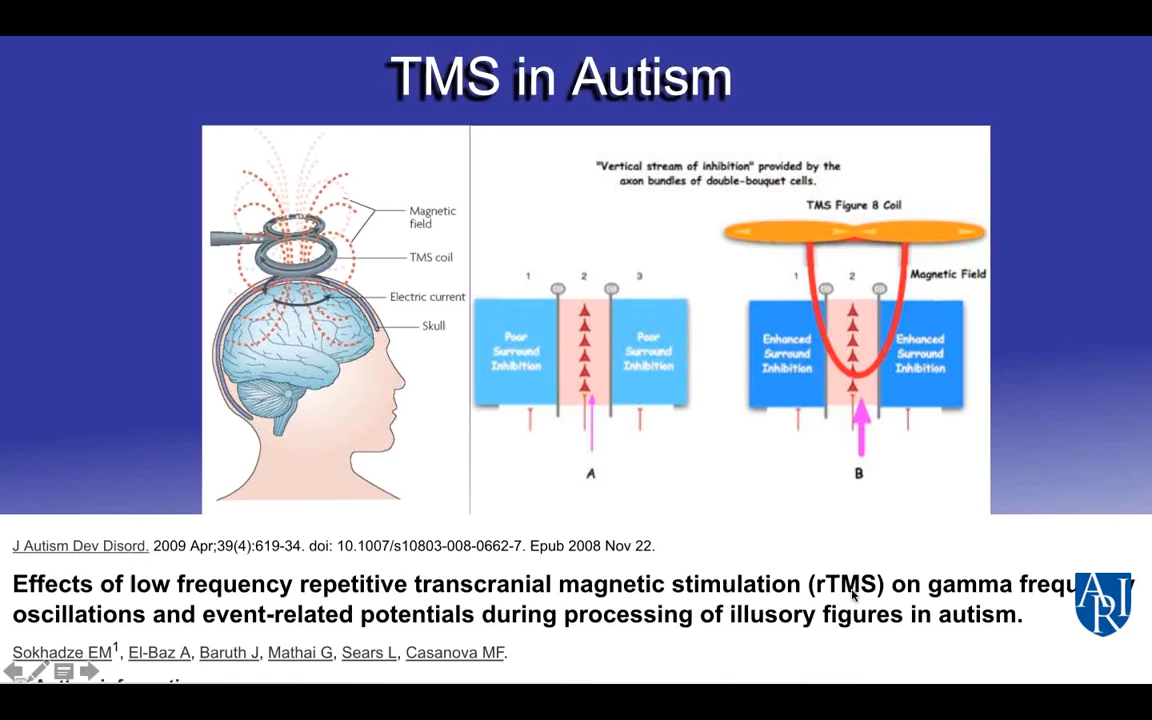 TMS in Autism
Magnetic
field
TMS coil
Electric current
Skull
"Vertical stream of inhibition" provided by the
axon bundles of double-bouquet cells.
1
2
3
Poor
Surround
Inhibition
Poor
Surround
Inhibition
A
TMS Figure 8 Coil
Magnetic Field
1
2
Enhanced
Surround
Inhibition
Enhanced
Surround
Inhibition
B
J Autism Dev Disord. 2009 Apr;39(4):619-34. doi: 10.1007/s10803-008-0662-7. Epub 2008 Nov 22.
Effects of low frequency repetitive transcranial magnetic stimulation (rTMS) on gamma frequ
oscillations and event-related potentials during processing of illusory figures in autism.
Sokhadze EM1, El-Baz A, Baruth J, Mathai G, Sears L, Casanova MF.
ARI